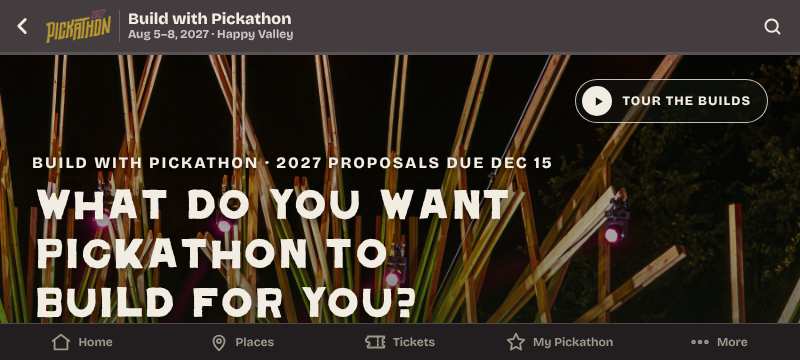 PICKATHON
Build with Pickathon
Aug 5–8, 2027 · Happy Valley
TOUR THE BUILDS
BUILD WITH PICKATHON · 2027 PROPOSALS DUE DEC 15
WHAT DO YOU WANT
PICKATHON TO
BUILD FOR YOU?
Home
Places
Tickets
My Pickathon
More